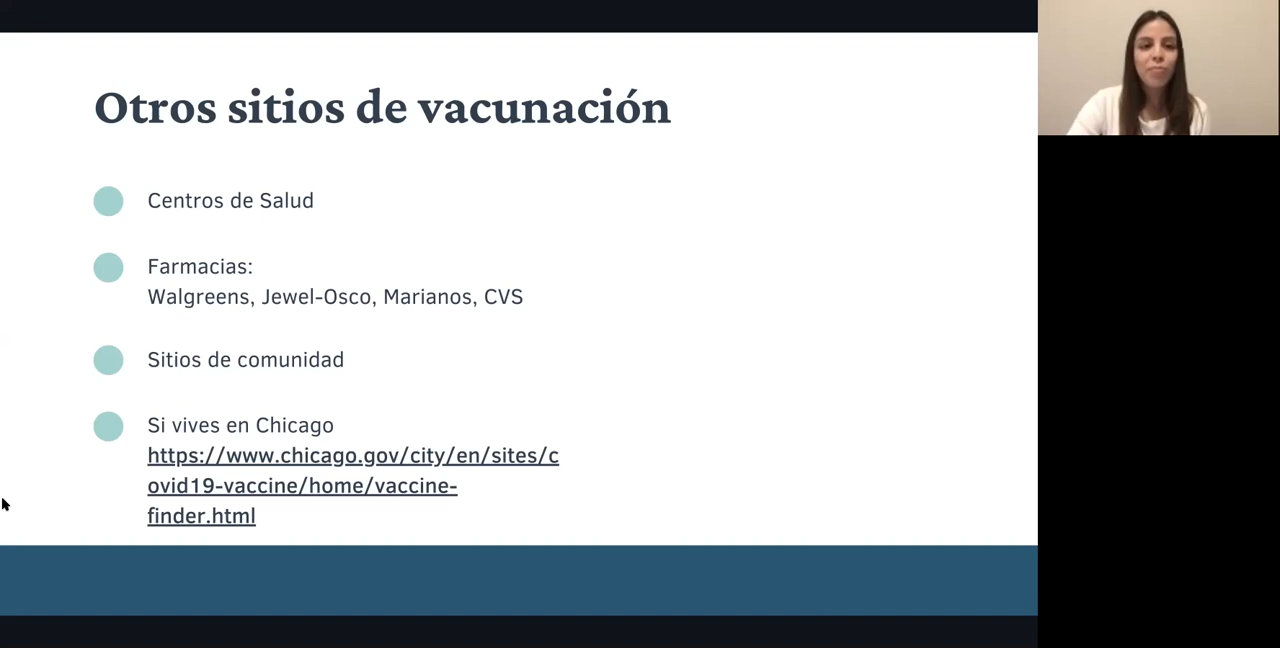 Otros sitios de vacunación
Centros de Salud
Farmacias:
Walgreens, Jewel-Osco, Marianos, CVS
Sitios de comunidad
Si vives en Chicago
https://www.chicago.gov/city/en/sites/c
ovid19-vaccine/home/vaccine-
finder.html